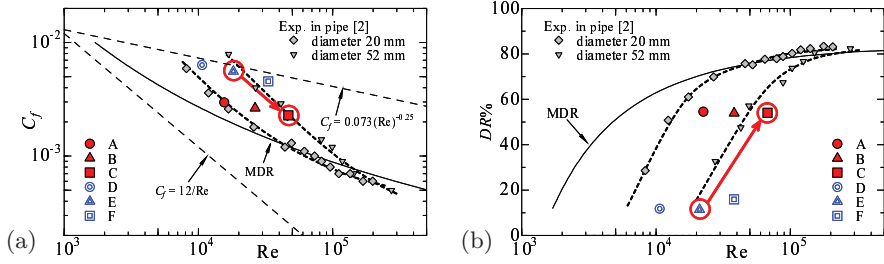 10⁻²
10⁻³
C_f
Exp. in pipe [2]
diameter 20 mm
diameter 52 mm
C_f = 0.073(Re)^-0.25
A
B
C
D
E
F
MDR
C_f = 12/Re
(a)
10³ 10⁴ 10⁵
Re
100
80
60
40
20
0
DR%
Exp. in pipe [2]
diameter 20 mm
diameter 52 mm
MDR
A
B
C
D
E
F
(b)
10³ 10⁴ 10⁵
Re